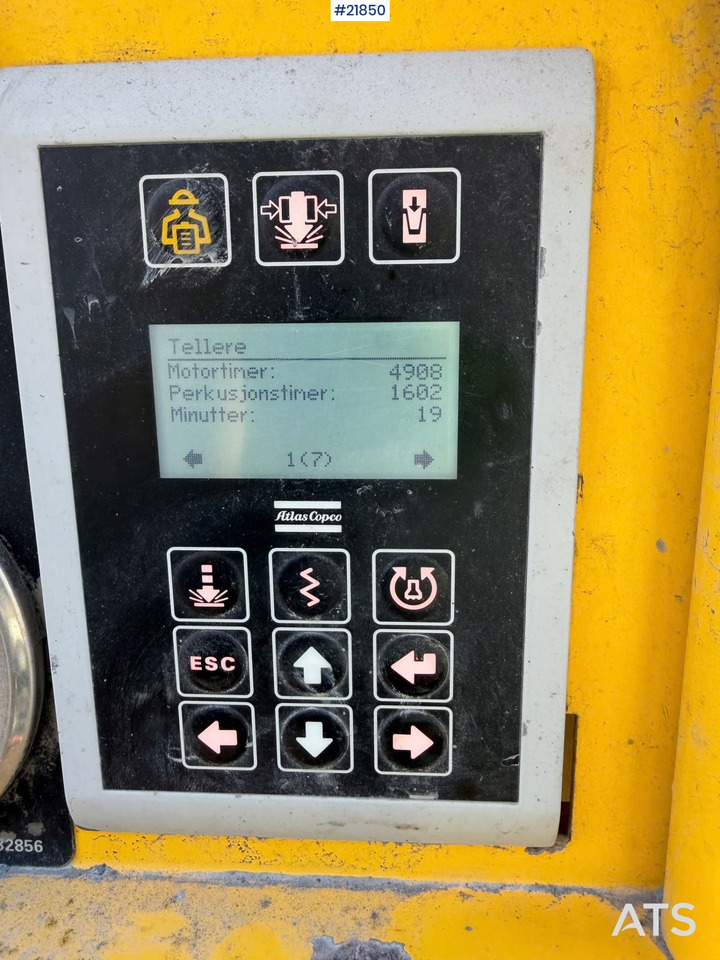 #21850
Tellere
Motortimer: 4908
Perkusjonstimer: 1602
Minutter: 19
1(7)
Atlas Copco
ESC
32856
ATS